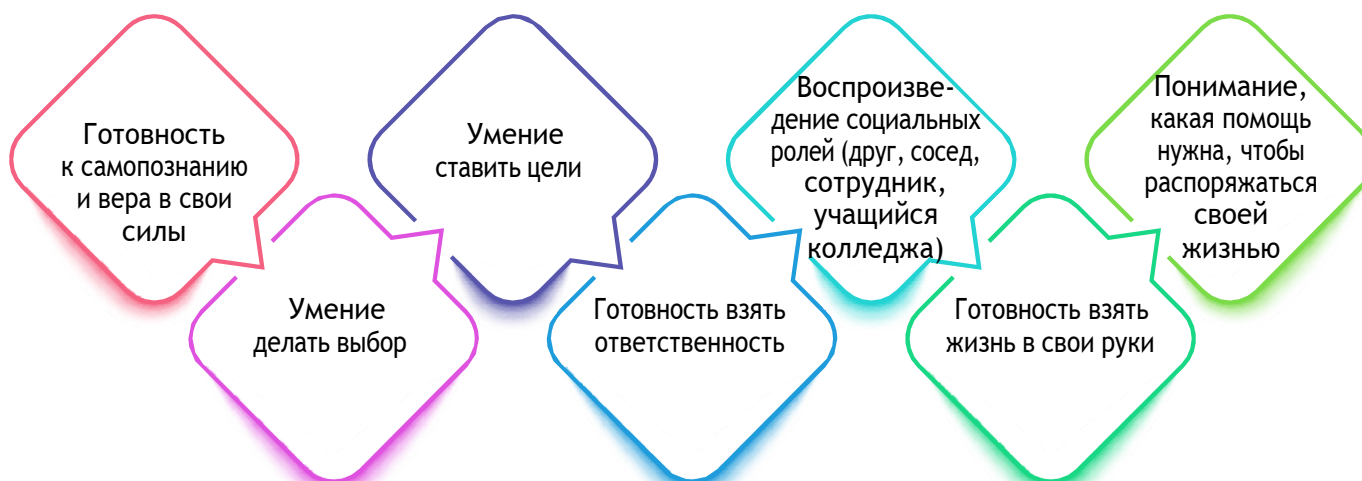 Готовность
к самопознанию
и вера в свои
силы
Умение
делать выбор
Умение
ставить цели
Готовность взять
ответственность
Воспроизве-
дение социальных
ролей (друг, сосед,
сотрудник,
учащийся
колледжа)
Готовность взять
жизнь в свои руки
Понимание,
какая помощь
нужна, чтобы
распоряжаться
своей
жизнью